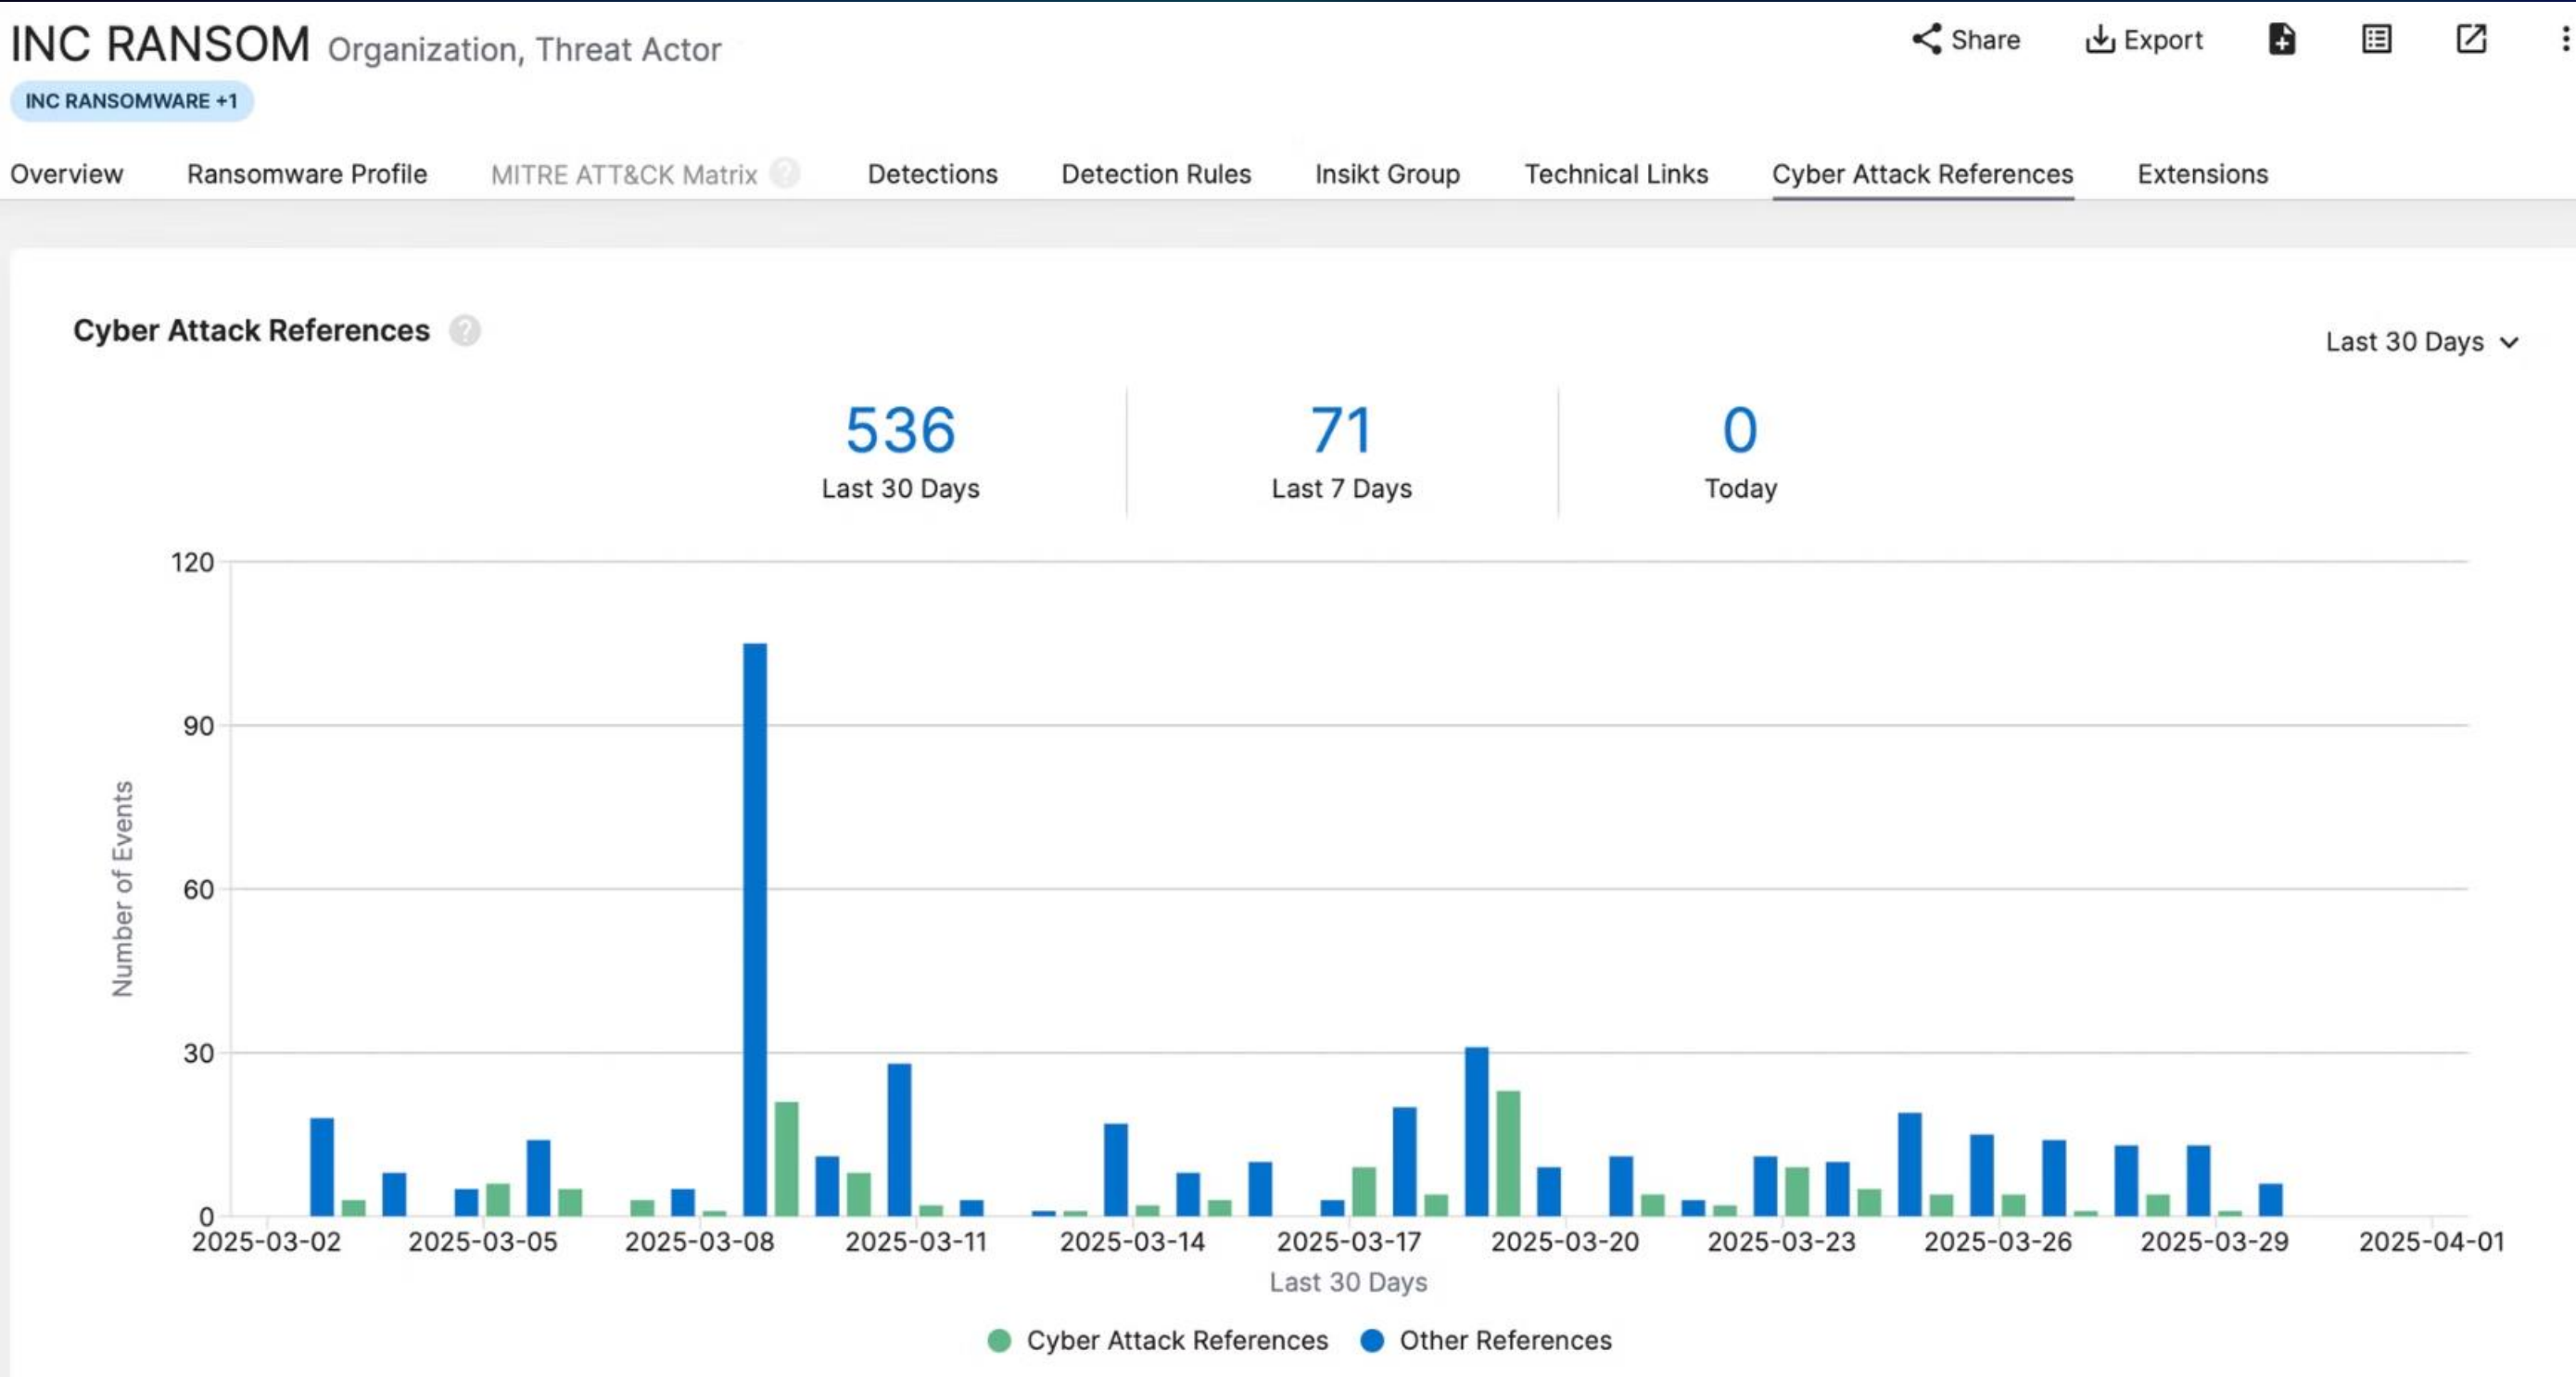 INC RANSOM Organization, Threat Actor
Share Export
INC RANSOMWARE +1
Overview Ransomware Profile MITRE ATT&CK Matrix ? Detections Detection Rules Insikt Group Technical Links Cyber Attack References Extensions
Cyber Attack References ?
Last 30 Days
536 71 0
Last 30 Days Last 7 Days Today
120
90
60
30
0
Number of Events
2025-03-02 2025-03-05 2025-03-08 2025-03-11 2025-03-14 2025-03-17 2025-03-20 2025-03-23 2025-03-26 2025-03-29 2025-04-01
Last 30 Days
Cyber Attack References Other References